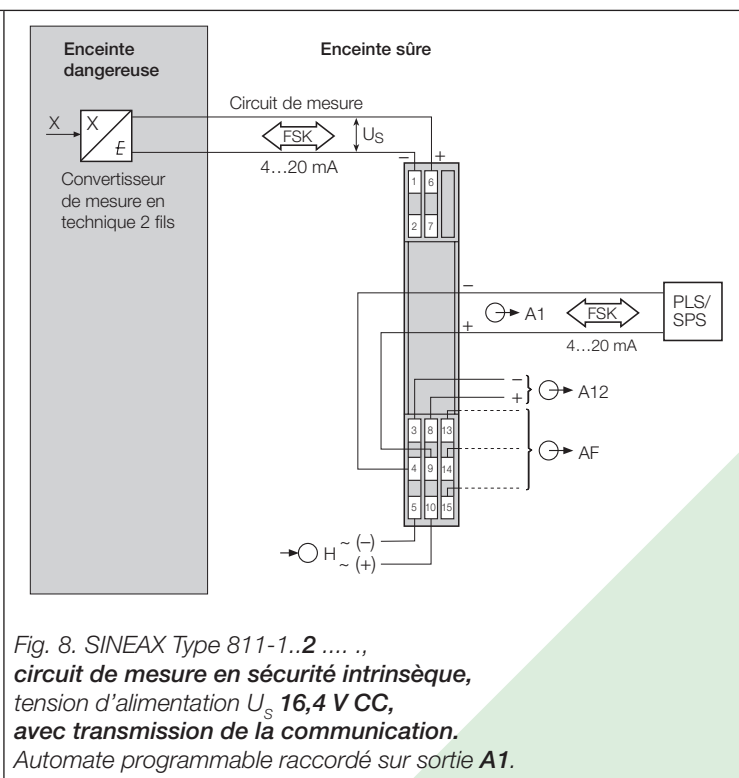 Enceinte
dangereuse
Enceinte sûre
Circuit de mesure
X
X
E
FSK
U_S
4…20 mA
Convertisseur
de mesure en
technique 2 fils
– +
1 6
2 7
–
+
A1
FSK
4…20 mA
PLS/
SPS
–
+
A12
3 8 13
4 9 14
5 10 15
AF
H ~ (–)
~ (+)
Fig. 8. SINEAX Type 811-1..2 .... .,
circuit de mesure en sécurité intrinsèque,
tension d’alimentation U_S 16,4 V CC,
avec transmission de la communication.
Automate programmable raccordé sur sortie A1.